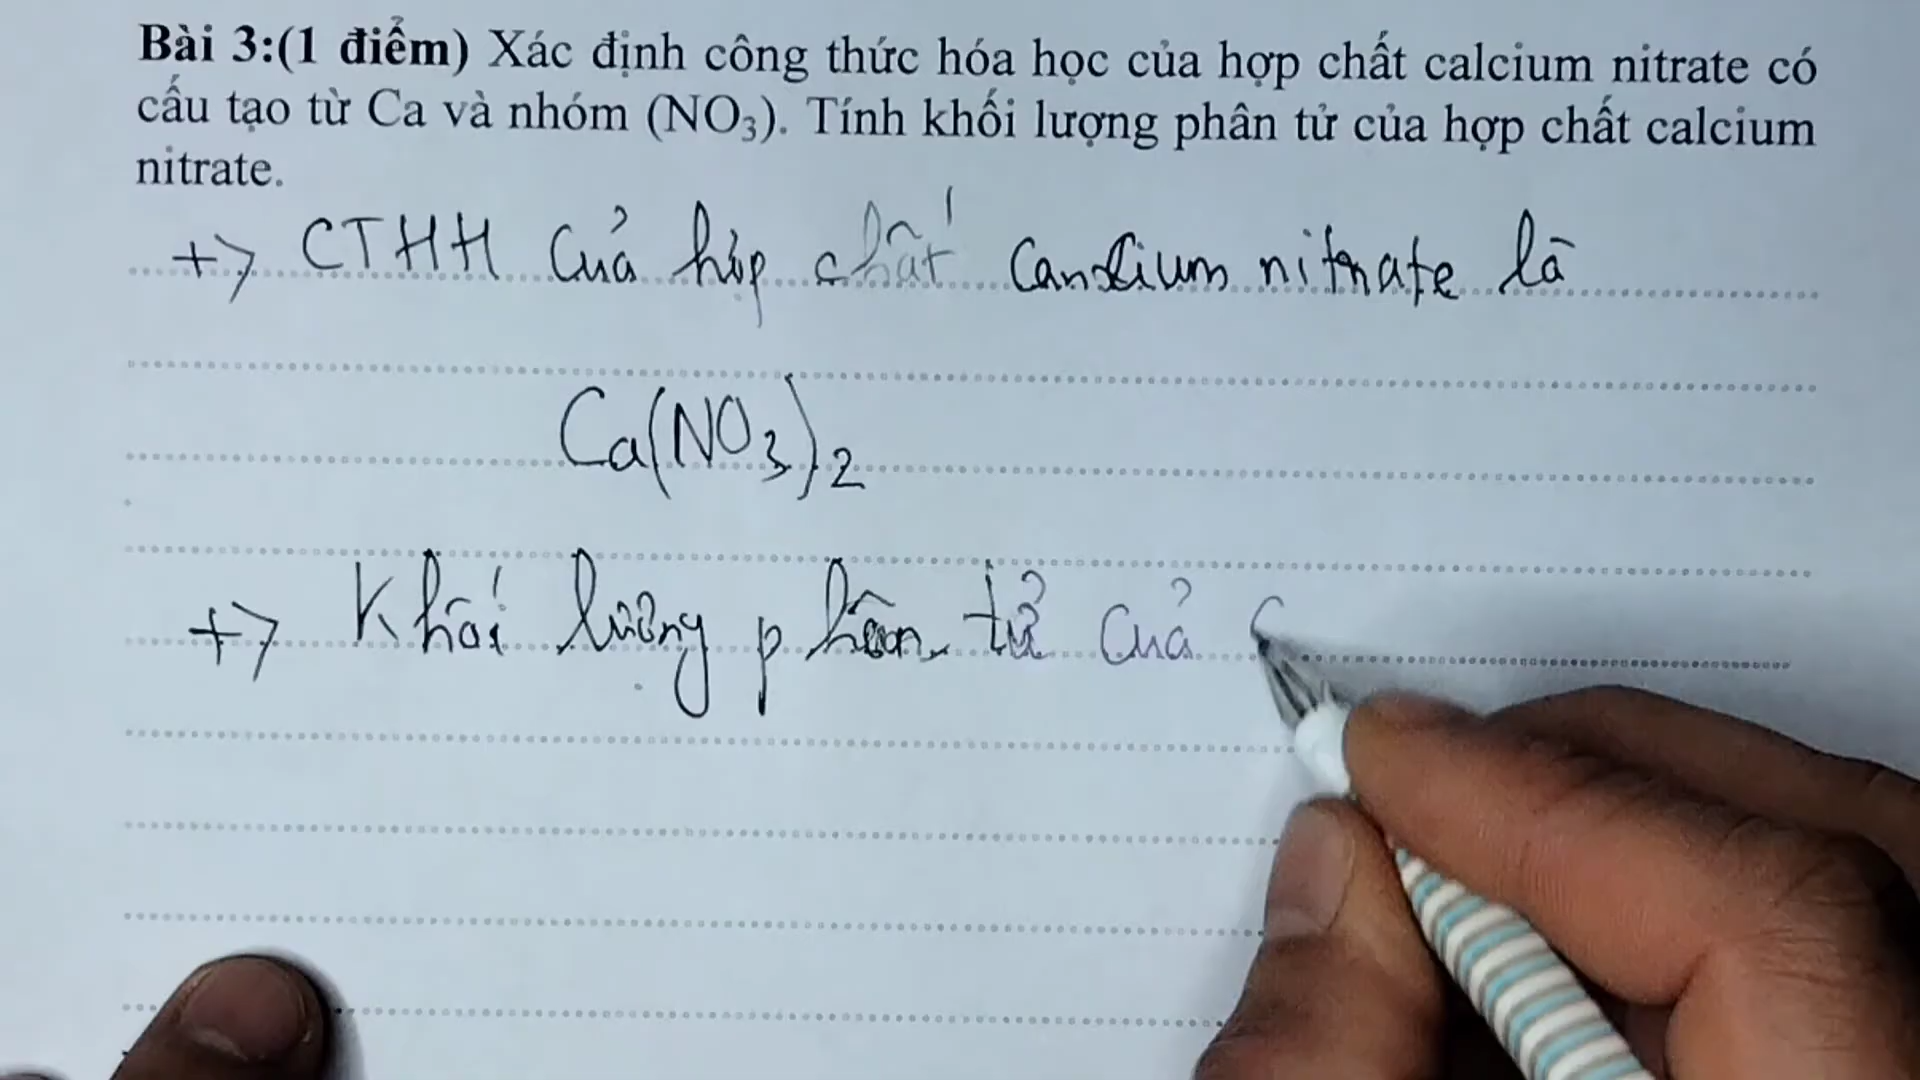 Bài 3:(1 điểm) Xác định công thức hóa học của hợp chất calcium nitrate có
cấu tạo từ Ca và nhóm (NO₃). Tính khối lượng phân tử của hợp chất calcium
nitrate.
+> CTHH Của hợp chất nitrate là
Ca(NO₃)₂
+> Khối lượng phân tử Của C